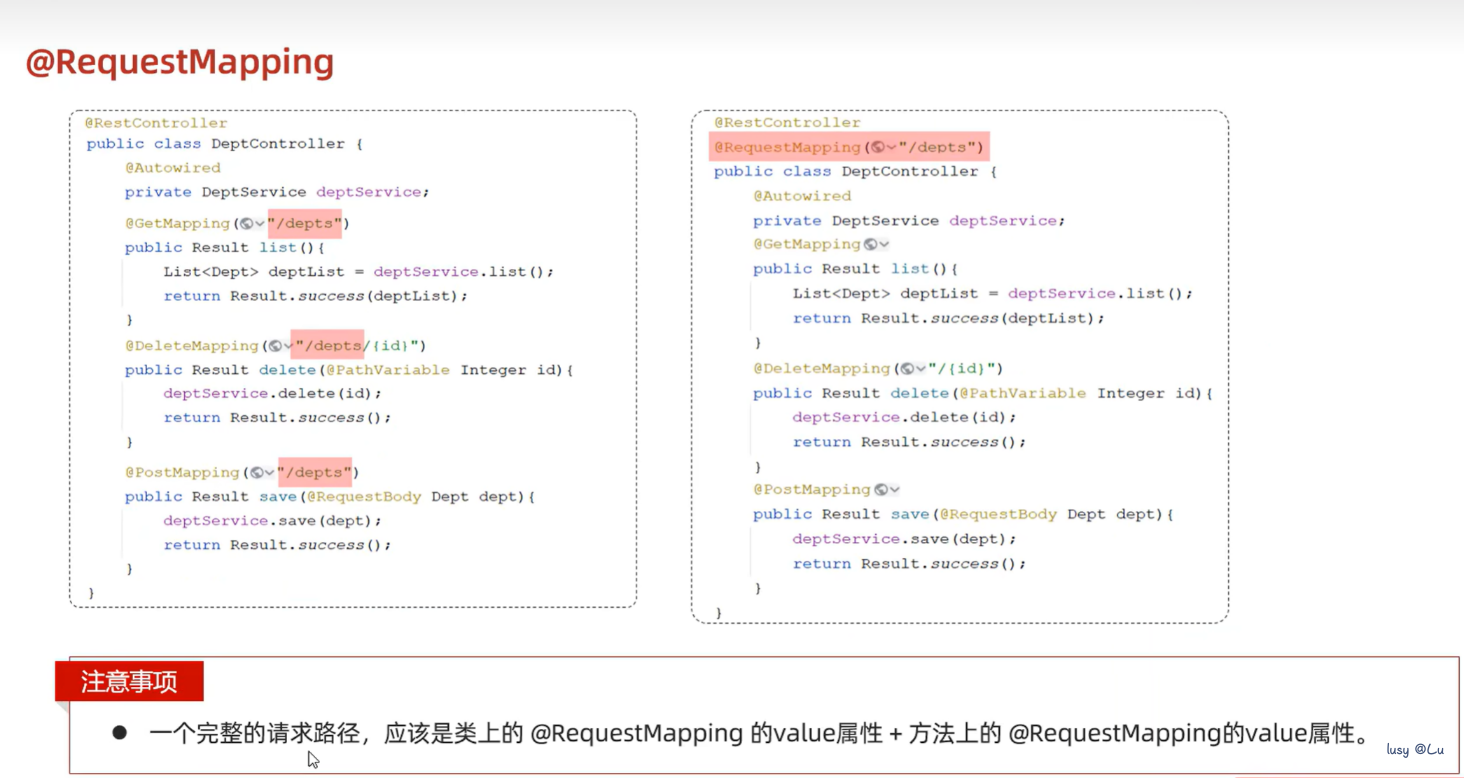 @RequestMapping
@RestController
public class DeptController {
@Autowired
private DeptService deptService;
@GetMapping("/depts")
public Result list(){
List<Dept> deptList = deptService.list();
return Result.success(deptList);
}
@DeleteMapping("/depts/{id}")
public Result delete(@PathVariable Integer id){
deptService.delete(id);
return Result.success();
}
@PostMapping("/depts")
public Result save(@RequestBody Dept dept){
deptService.save(dept);
return Result.success();
}
}
@RestController
@RequestMapping("/depts")
public class DeptController {
@Autowired
private DeptService deptService;
@GetMapping
public Result list(){
List<Dept> deptList = deptService.list();
return Result.success(deptList);
}
@DeleteMapping("/{id}")
public Result delete(@PathVariable Integer id){
deptService.delete(id);
return Result.success();
}
@PostMapping
public Result save(@RequestBody Dept dept){
deptService.save(dept);
return Result.success();
}
}
注意事项
● 一个完整的请求路径，应该是类上的 @RequestMapping 的value属性 + 方法上的 @RequestMapping的value属性。
lusy @Lu